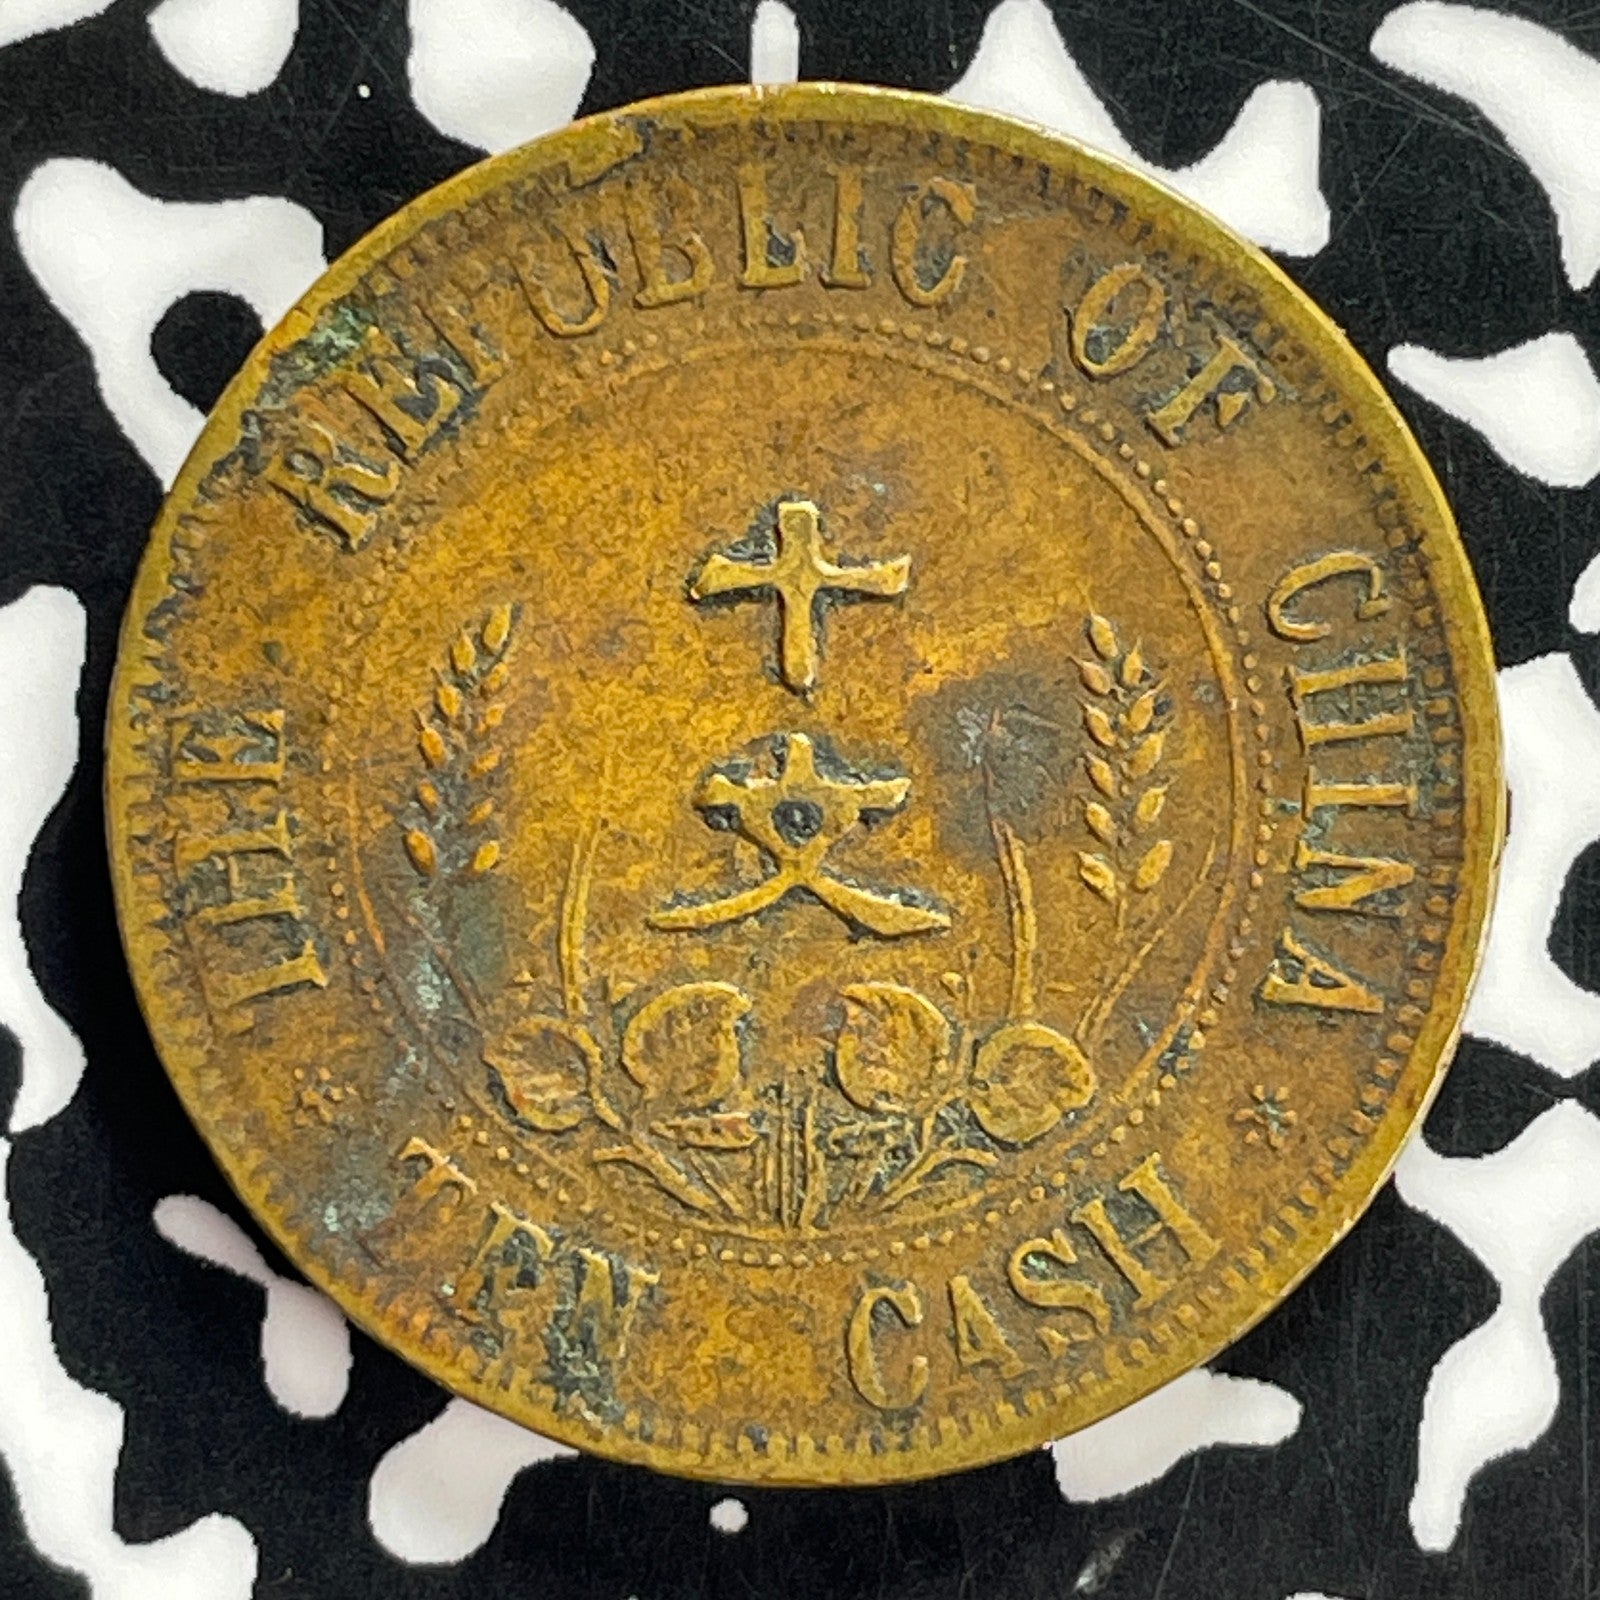 THE REPUBLIC OF CHINA
十
文
TEN CASH